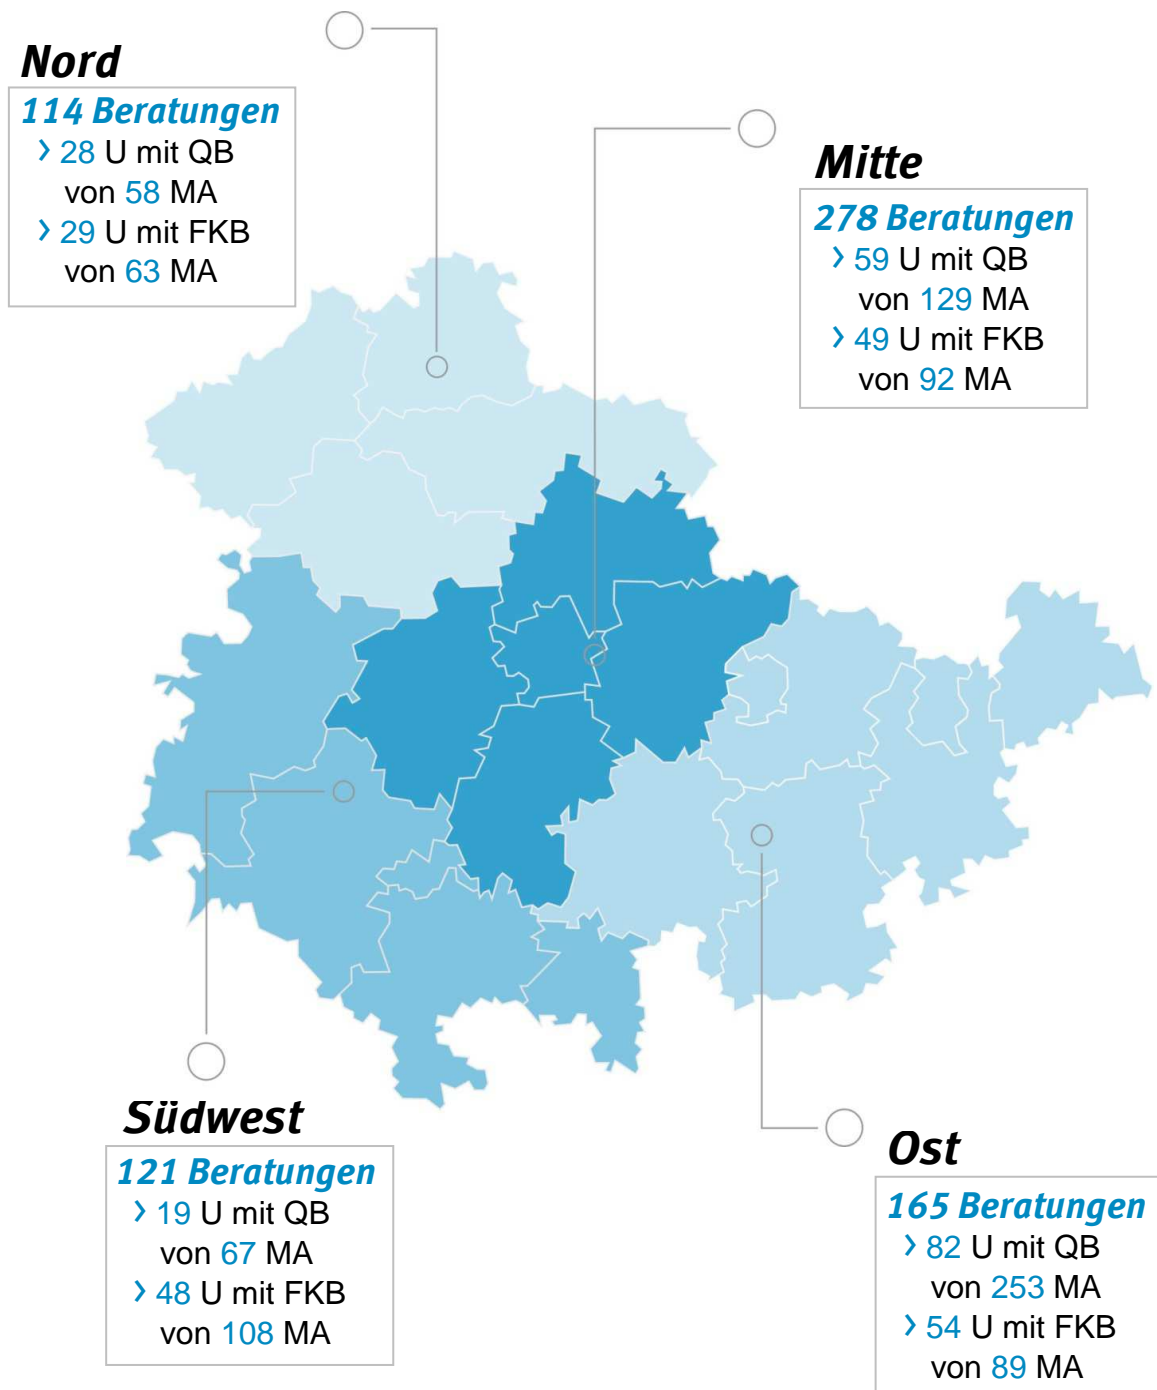 Nord
114 Beratungen
› 28 U mit QB
von 58 MA
› 29 U mit FKB
von 63 MA
Mitte
278 Beratungen
› 59 U mit QB
von 129 MA
› 49 U mit FKB
von 92 MA
Südwest
121 Beratungen
› 19 U mit QB
von 67 MA
› 48 U mit FKB
von 108 MA
Ost
165 Beratungen
› 82 U mit QB
von 253 MA
› 54 U mit FKB
von 89 MA